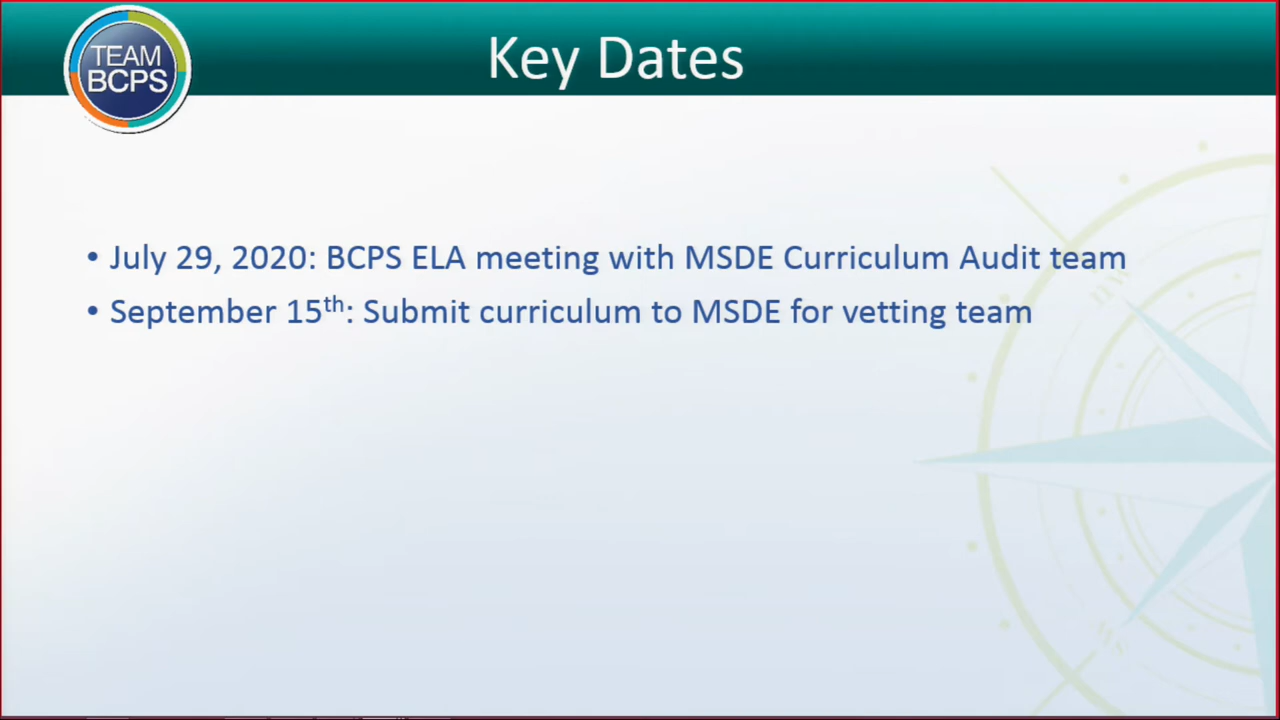 TEAM
BCPS
Key Dates
• July 29, 2020: BCPS ELA meeting with MSDE Curriculum Audit team
• September 15th: Submit curriculum to MSDE for vetting team